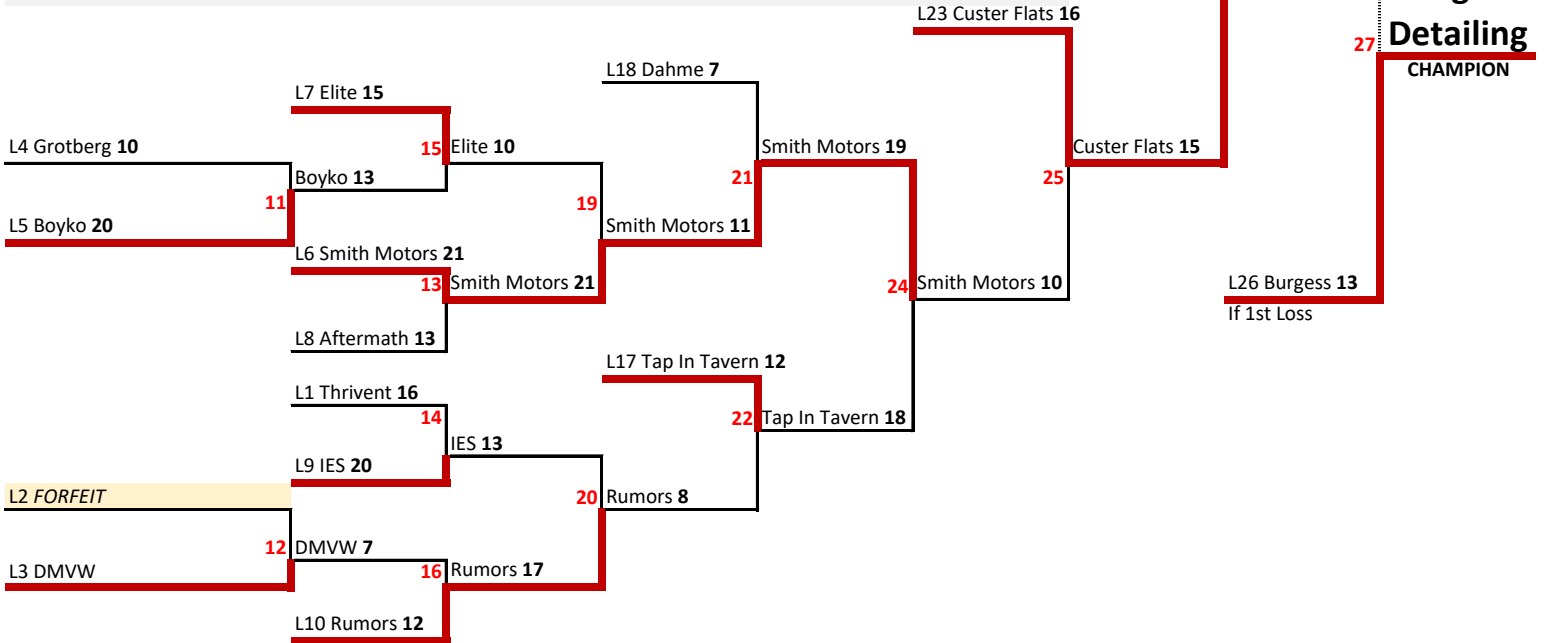 L23 Custer Flats 16
Detailing
27
CHAMPION
L18 Dahme 7
L7 Elite 15
L4 Grotberg 10
15
Elite 10
Smith Motors 19
Custer Flats 15
Boyko 13
21
25
11
19
L5 Boyko 20
Smith Motors 11
L6 Smith Motors 21
13
Smith Motors 21
24
Smith Motors 10
L26 Burgess 13
If 1st Loss
L8 Aftermath 13
L17 Tap In Tavern 12
L1 Thrivent 16
14
22
Tap In Tavern 18
IES 13
L9 IES 20
L2 FORFEIT
20
Rumors 8
12
DMVW 7
L3 DMVW
16
Rumors 17
L10 Rumors 12